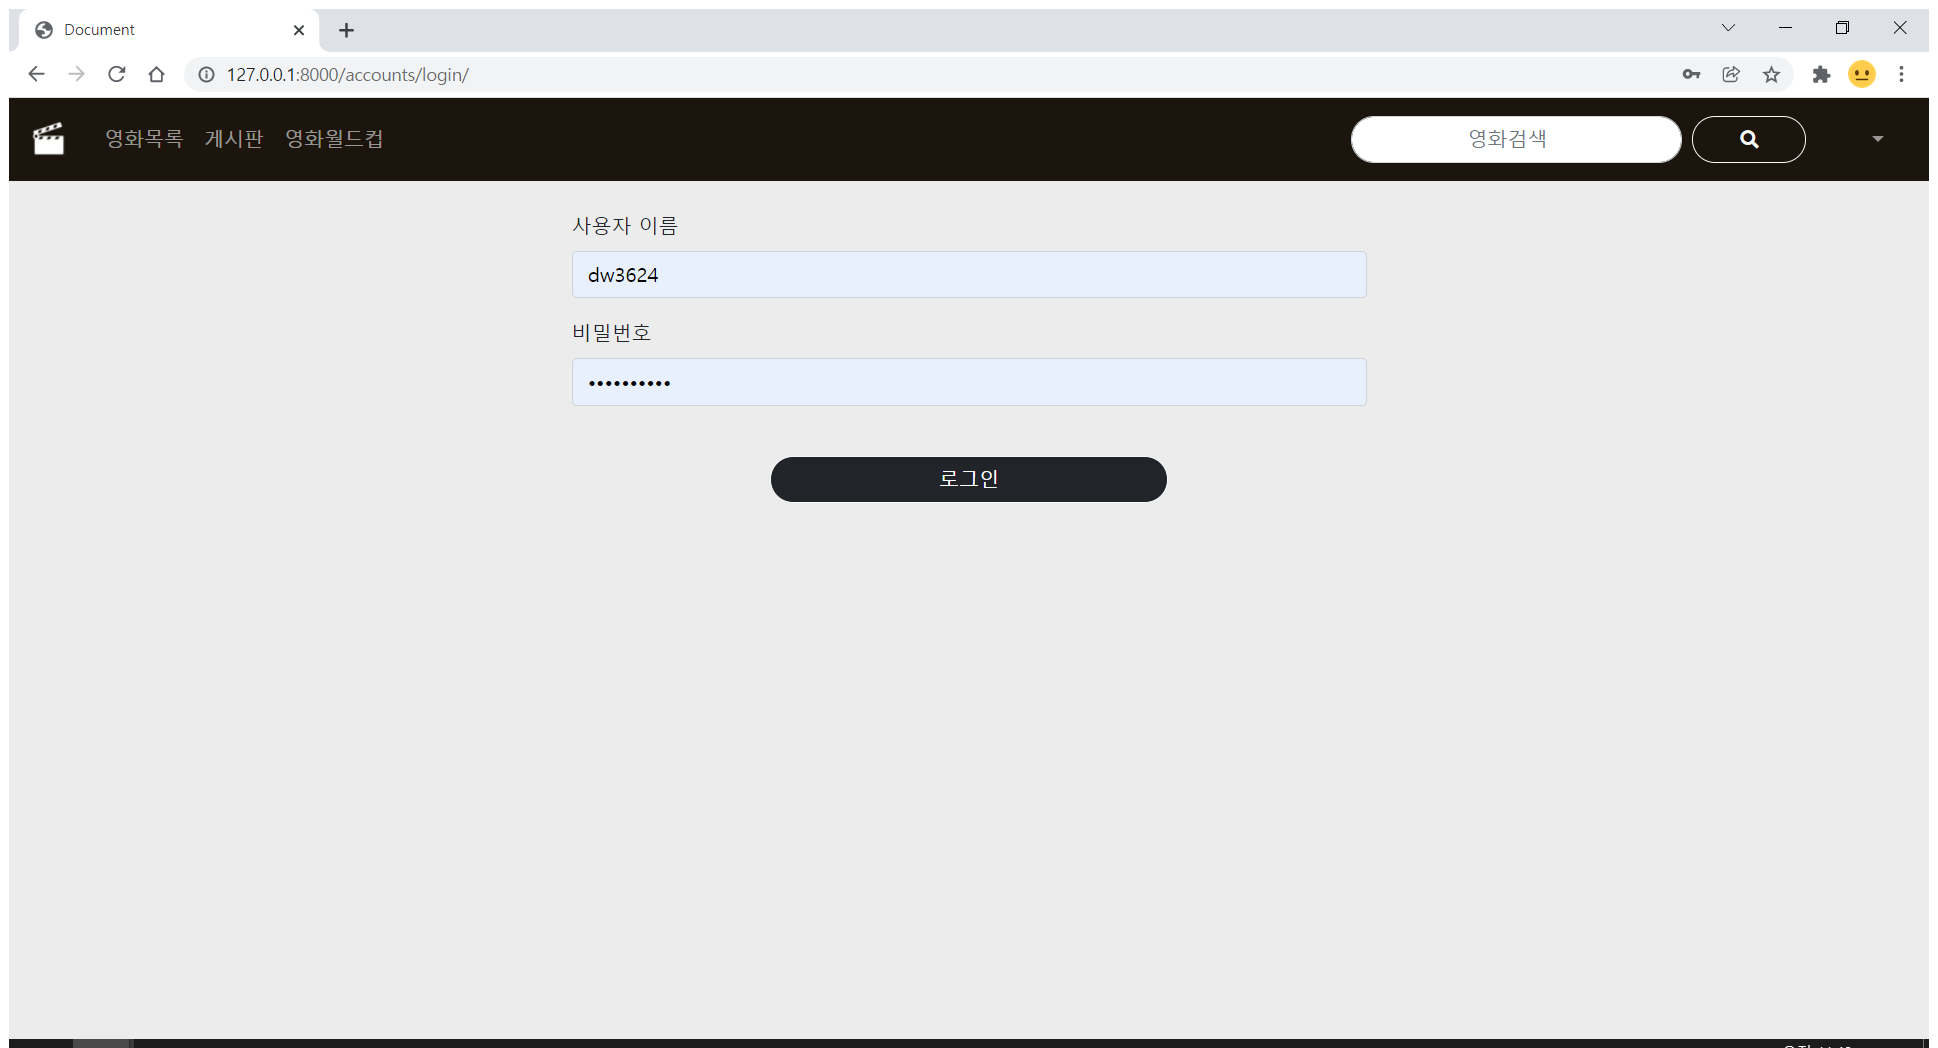 Document
127.0.0.1:8000/accounts/login/
영화목록 게시판 영화월드컵 영화검색
사용자 이름
dw3624
비밀번호
••••••••••
로그인